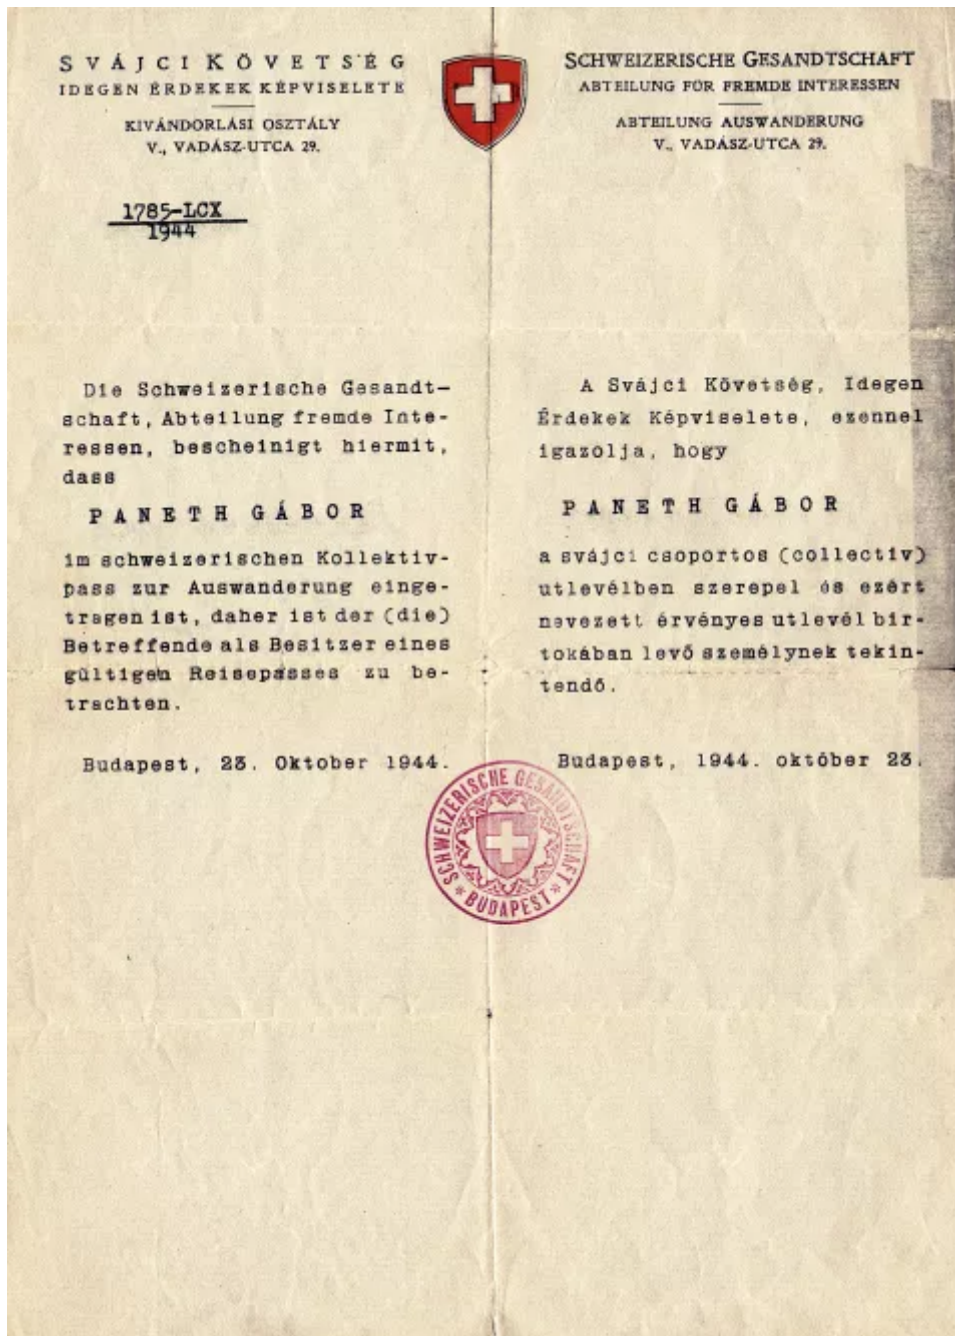 SVÁJCI KÖVETSÉG
IDEGEN ÉRDEKEK KÉPVISELETE
KIVÁNDORLÁSI OSZTÁLY
V., VADÁSZ-UTCA 29.
SCHWEIZERISCHE GESANDTSCHAFT
ABTEILUNG FÜR FREMDE INTERESSEN
ABTEILUNG AUSWANDERUNG
V., VADÁSZ-UTCA 29.
1785-LCX
1944
Die Schweizerische Gesandt-
schaft, Abteilung fremde Inte-
ressen, bescheinigt hiermit,
dass
PANETH GÁBOR
im schweizerischen Kollektiv-
pass zur Auswanderung einge-
tragen ist, daher ist der (die)
Betreffende als Besitzer eines
gültigen Reisepasses zu be-
trachten.
Budapest, 23. Oktober 1944.
A Svájci Követség, Idegen
Érdekek Képviselete, ezennel
igazolja, hogy
PANETH GÁBOR
a svájci csoportos (collectiv)
utlevélben szerepel és ezért
nevezett érvényes utlevél bir-
tokában levő személynek tekin-
tendő.
Budapest, 1944. október 23.
SCHWEIZERISCHE GESANDTSCHAFT
* BUDAPEST *